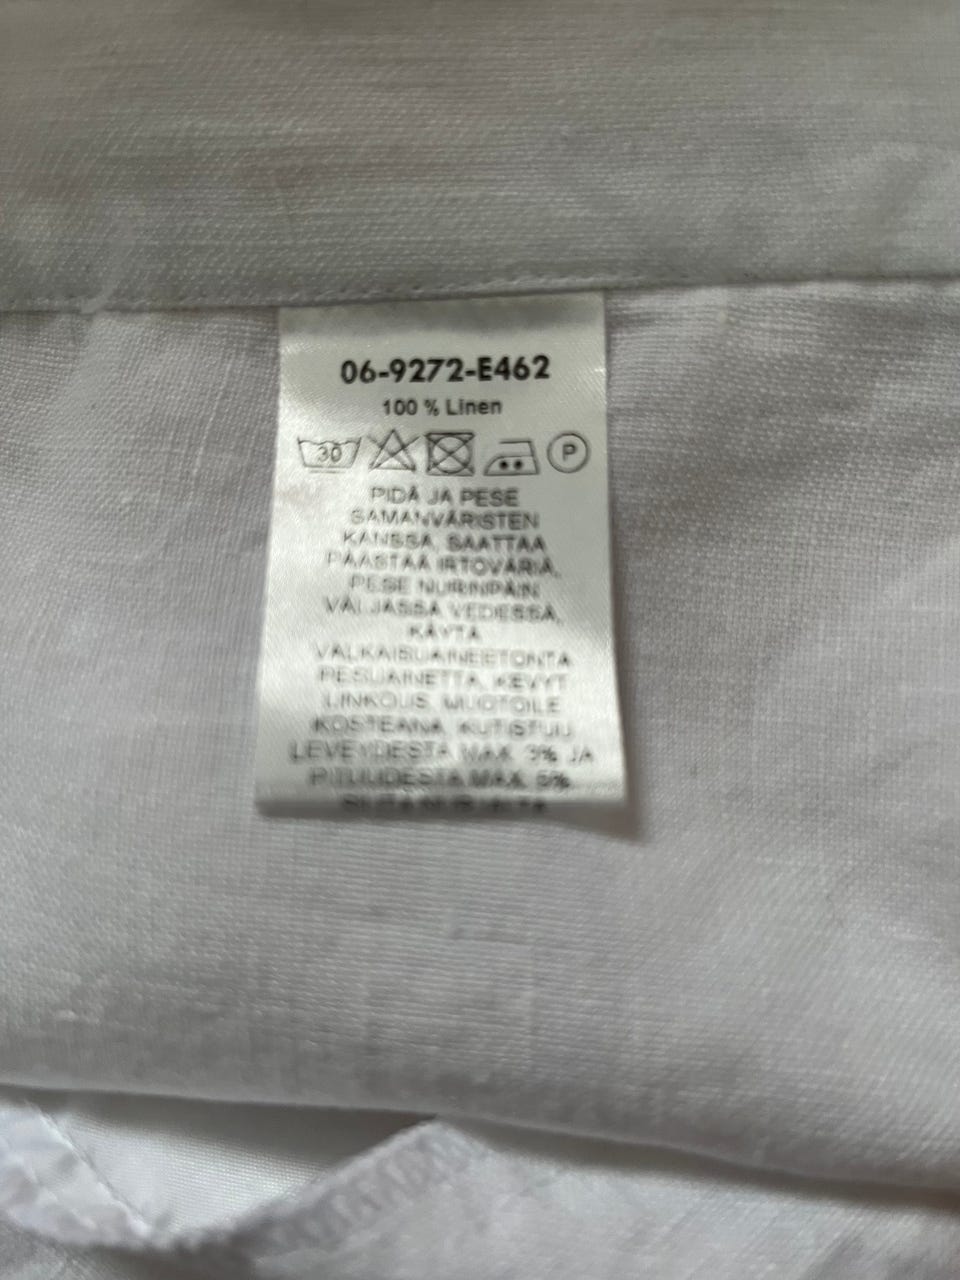 06-9272-E462
100 % Linen
30 P
PIDÄ JA PESE
SAMANVÄRISTEN
KANSSA, SAATTAA
PÄÄSTÄÄ IRTOVÄRIÄ,
PESE NURINPÄIN
VÄLJÄSSÄ VEDESSÄ,
KÄYTÄ
VALKAISUAINEETONTA
PESUAINETTA, KEVYT
LINKOUS, MUOTOILE
KOSTEANA, KUTISTUU
LEVEYDESTÄ MAX. 3% JA
PITUUDESTA MAX. 5%